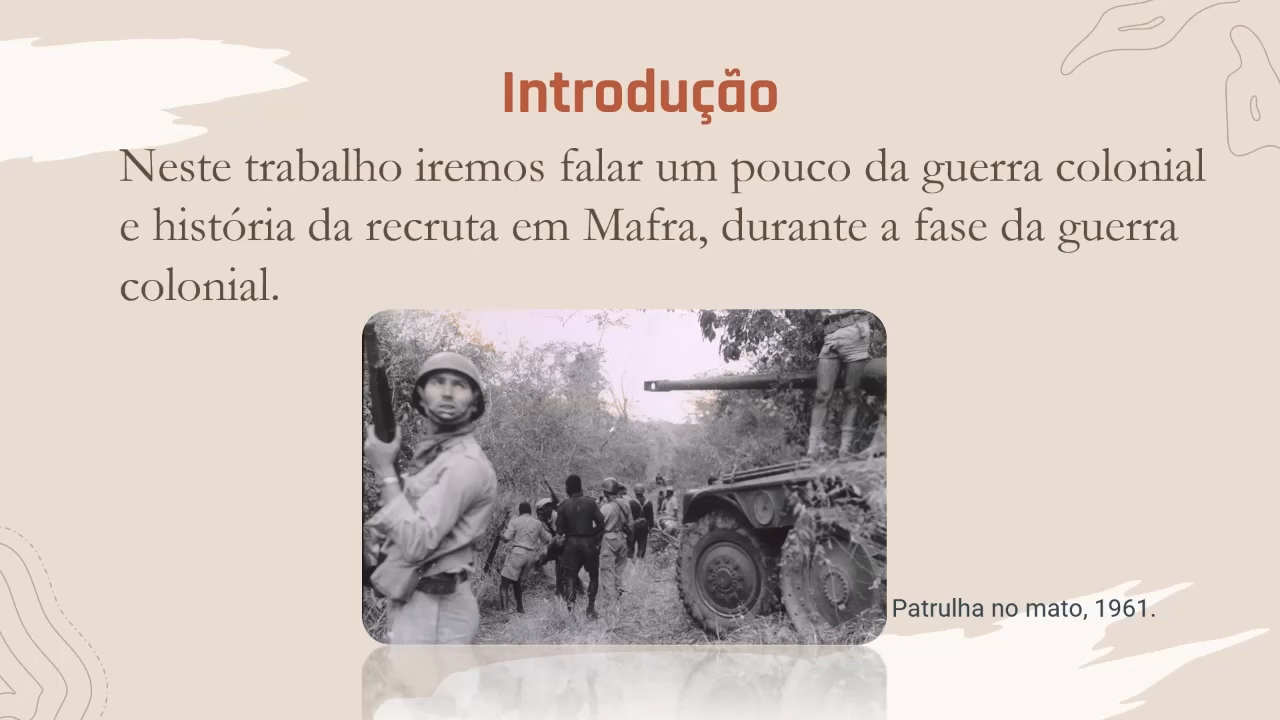 Introdução
Neste trabalho iremos falar um pouco da guerra colonial
e história da recruta em Mafra, durante a fase da guerra
colonial.
Patrulha no mato, 1961.